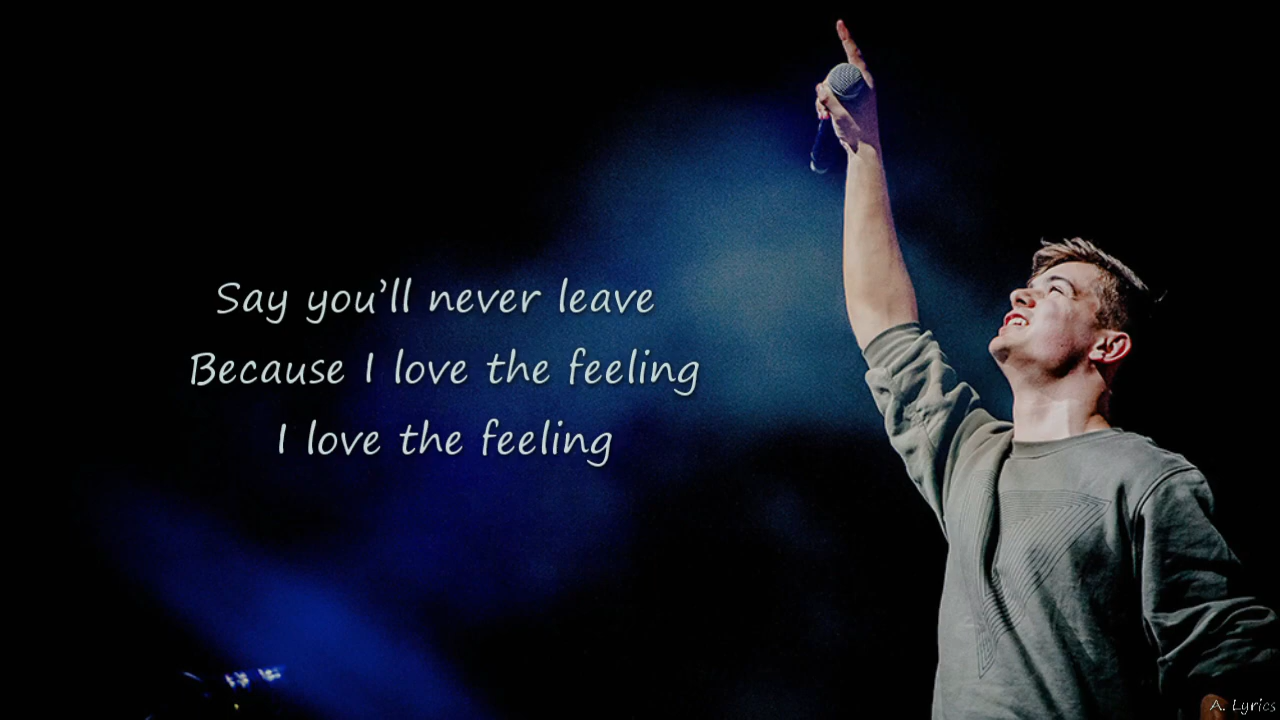 Say you’ll never leave
Because I love the feeling
I love the feeling
A. Lyrics